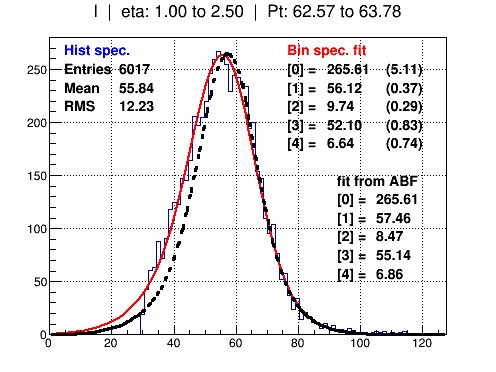 I | eta: 1.00 to 2.50 | Pt: 62.57 to 63.78
Hist spec.
Entries 6017
Mean 55.84
RMS 12.23
Bin spec. fit
[0] = 265.61 (5.11)
[1] = 56.12 (0.37)
[2] = 9.74 (0.29)
[3] = 52.10 (0.83)
[4] = 6.64 (0.74)
fit from ABF
[0] = 265.61
[1] = 57.46
[2] = 8.47
[3] = 55.14
[4] = 6.86
250
200
150
100
50
0
0 20 40 60 80 100 120